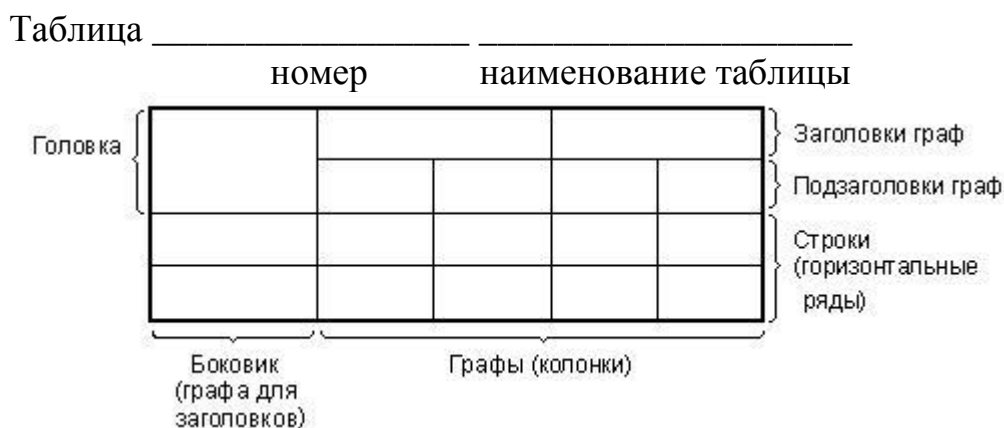 Таблица _________________ ____________________
номер наименование таблицы
Головка
Заголовки граф
Подзаголовки граф
Строки
(горизонтальные
ряды)
Боковик
(графа для
заголовков)
Графы (колонки)